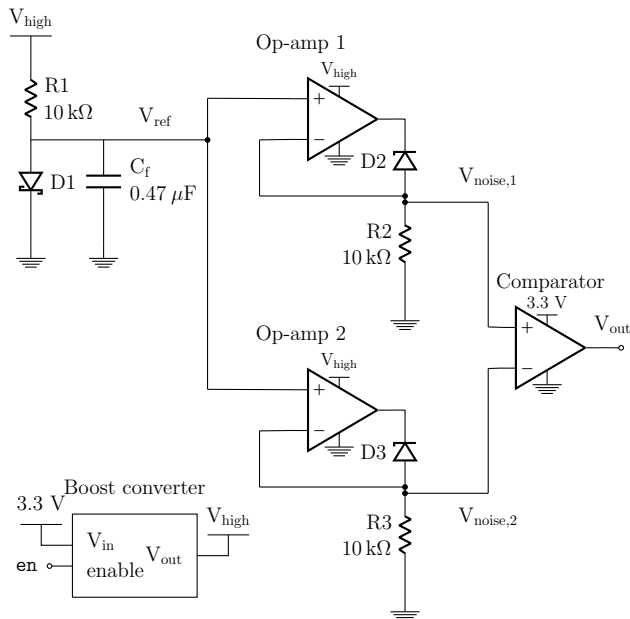 V_high
R1
10 kΩ
V_ref
D1
C_f
0.47 μF
Op-amp 1
V_high
+
−
D2
V_noise,1
R2
10 kΩ
Comparator
3.3 V
+
−
V_out
Op-amp 2
V_high
+
−
D3
V_noise,2
R3
10 kΩ
Boost converter
3.3 V
V_high
V_in
V_out
en
enable